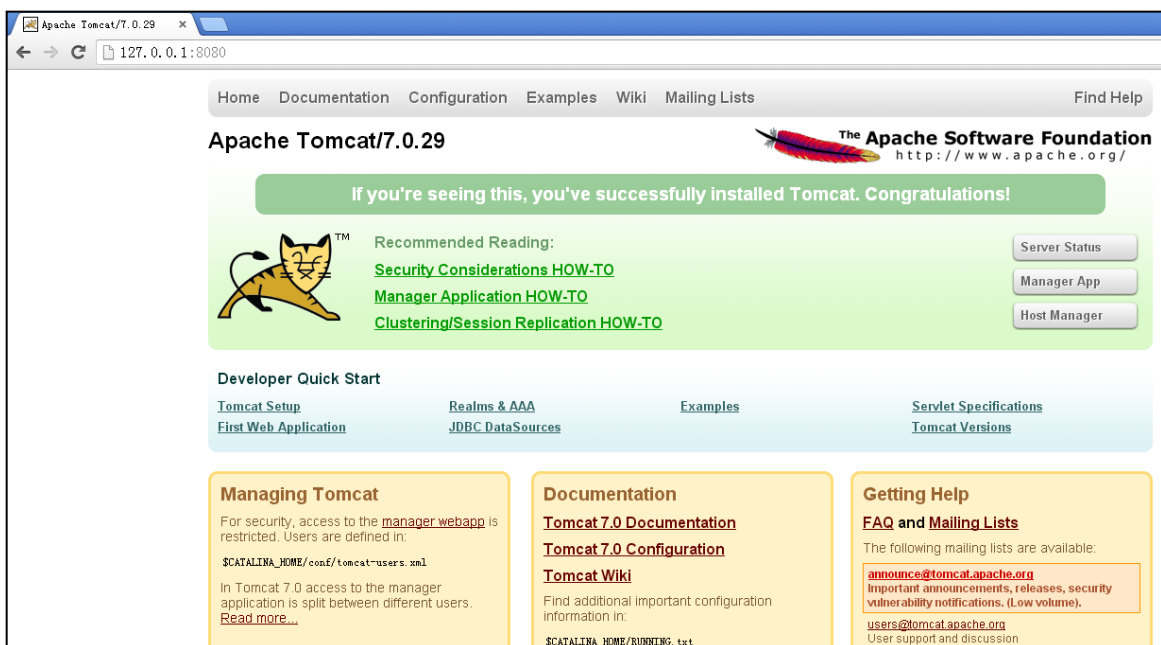 Apache Tomcat/7.0.29
127.0.0.1:8080
Home Documentation Configuration Examples Wiki Mailing Lists Find Help
Apache Tomcat/7.0.29
The Apache Software Foundation
http://www.apache.org/
If you're seeing this, you've successfully installed Tomcat. Congratulations!
TM
Recommended Reading:
Security Considerations HOW-TO
Manager Application HOW-TO
Clustering/Session Replication HOW-TO
Server Status
Manager App
Host Manager
Developer Quick Start
Tomcat Setup
First Web Application
Realms & AAA
JDBC DataSources
Examples
Servlet Specifications
Tomcat Versions
Managing Tomcat
For security, access to the manager webapp is
restricted. Users are defined in:
$CATALINA_HOME/conf/tomcat-users.xml
In Tomcat 7.0 access to the manager
application is split between different users.
Read more...
Documentation
Tomcat 7.0 Documentation
Tomcat 7.0 Configuration
Tomcat Wiki
Find additional important configuration
information in:
$CATALINA_HOME/RUNNING.txt
Getting Help
FAQ and Mailing Lists
The following mailing lists are available:
announce@tomcat.apache.org
Important announcements, releases, security
vulnerability notifications. (Low volume).
users@tomcat.apache.org
User support and discussion